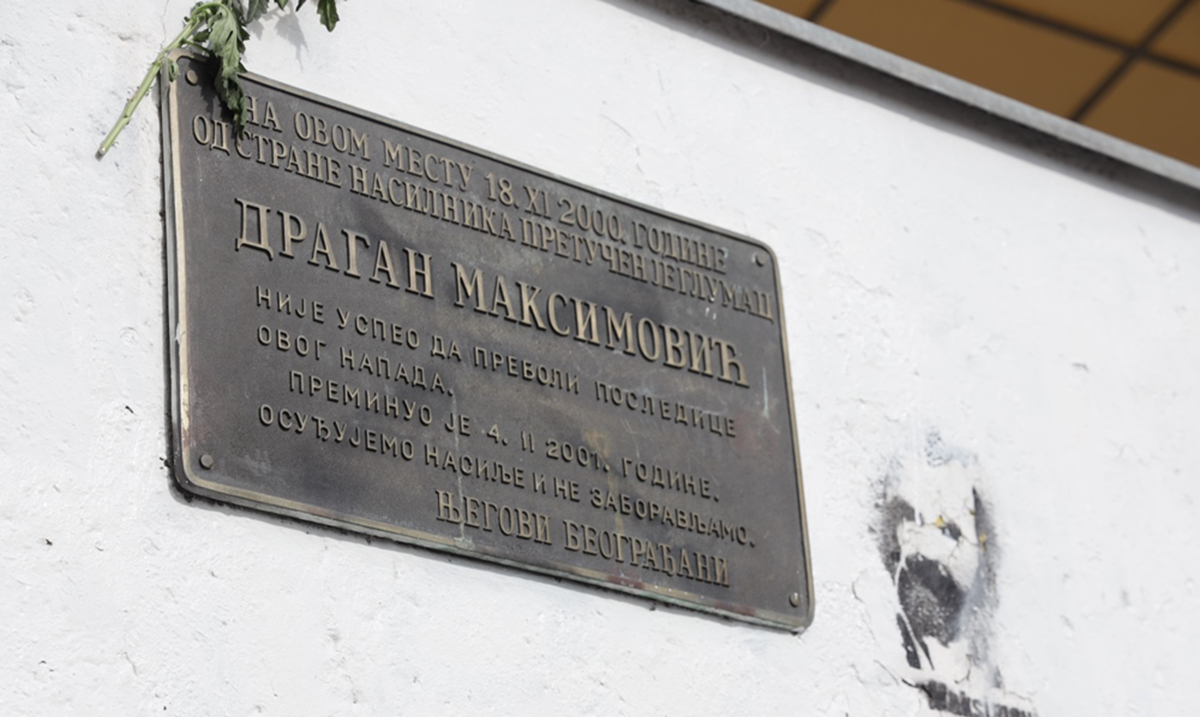 НА ОВОМ МЕСТУ 18. XI 2000. ГОДИНЕ
ОД СТРАНЕ НАСИЛНИКА ПРЕТУЧЕН ЈЕ ГЛУМАЦ
ДРАГАН МАКСИМОВИЋ
НИЈЕ УСПЕО ДА ПРЕБОЛИ ПОСЛЕДИЦЕ
ОВОГ НАПАДА.
ПРЕМИНУО ЈЕ 4. II 2001. ГОДИНЕ.
ОСУЂУЈЕМО НАСИЉЕ И НЕ ЗАБОРАВЉАМО.
ЊЕГОВИ БЕОГРАЂАНИ